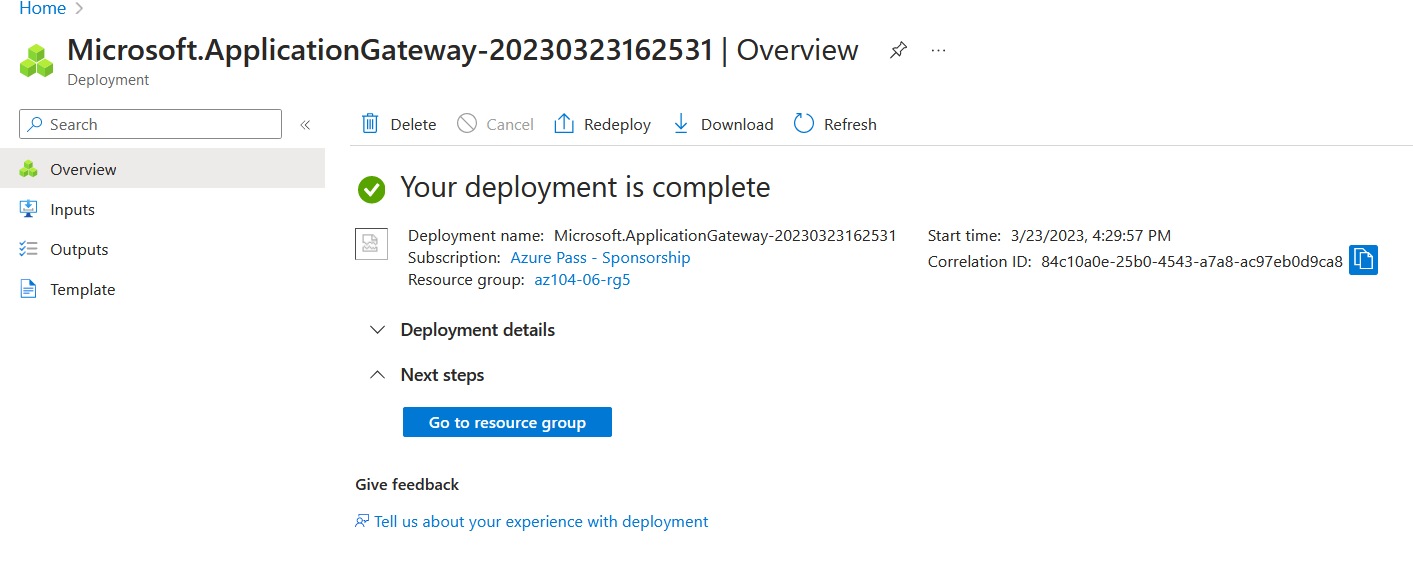 Home
Microsoft.ApplicationGateway-20230323162531 | Overview
Deployment
Search
Overview
Inputs
Outputs
Template
Delete
Cancel
Redeploy
Download
Refresh
Your deployment is complete
Deployment name: Microsoft.ApplicationGateway-20230323162531
Subscription: Azure Pass - Sponsorship
Resource group: az104-06-rg5
Start time: 3/23/2023, 4:29:57 PM
Correlation ID: 84c10a0e-25b0-4543-a7a8-ac97eb0d9ca8
Deployment details
Next steps
Go to resource group
Give feedback
Tell us about your experience with deployment